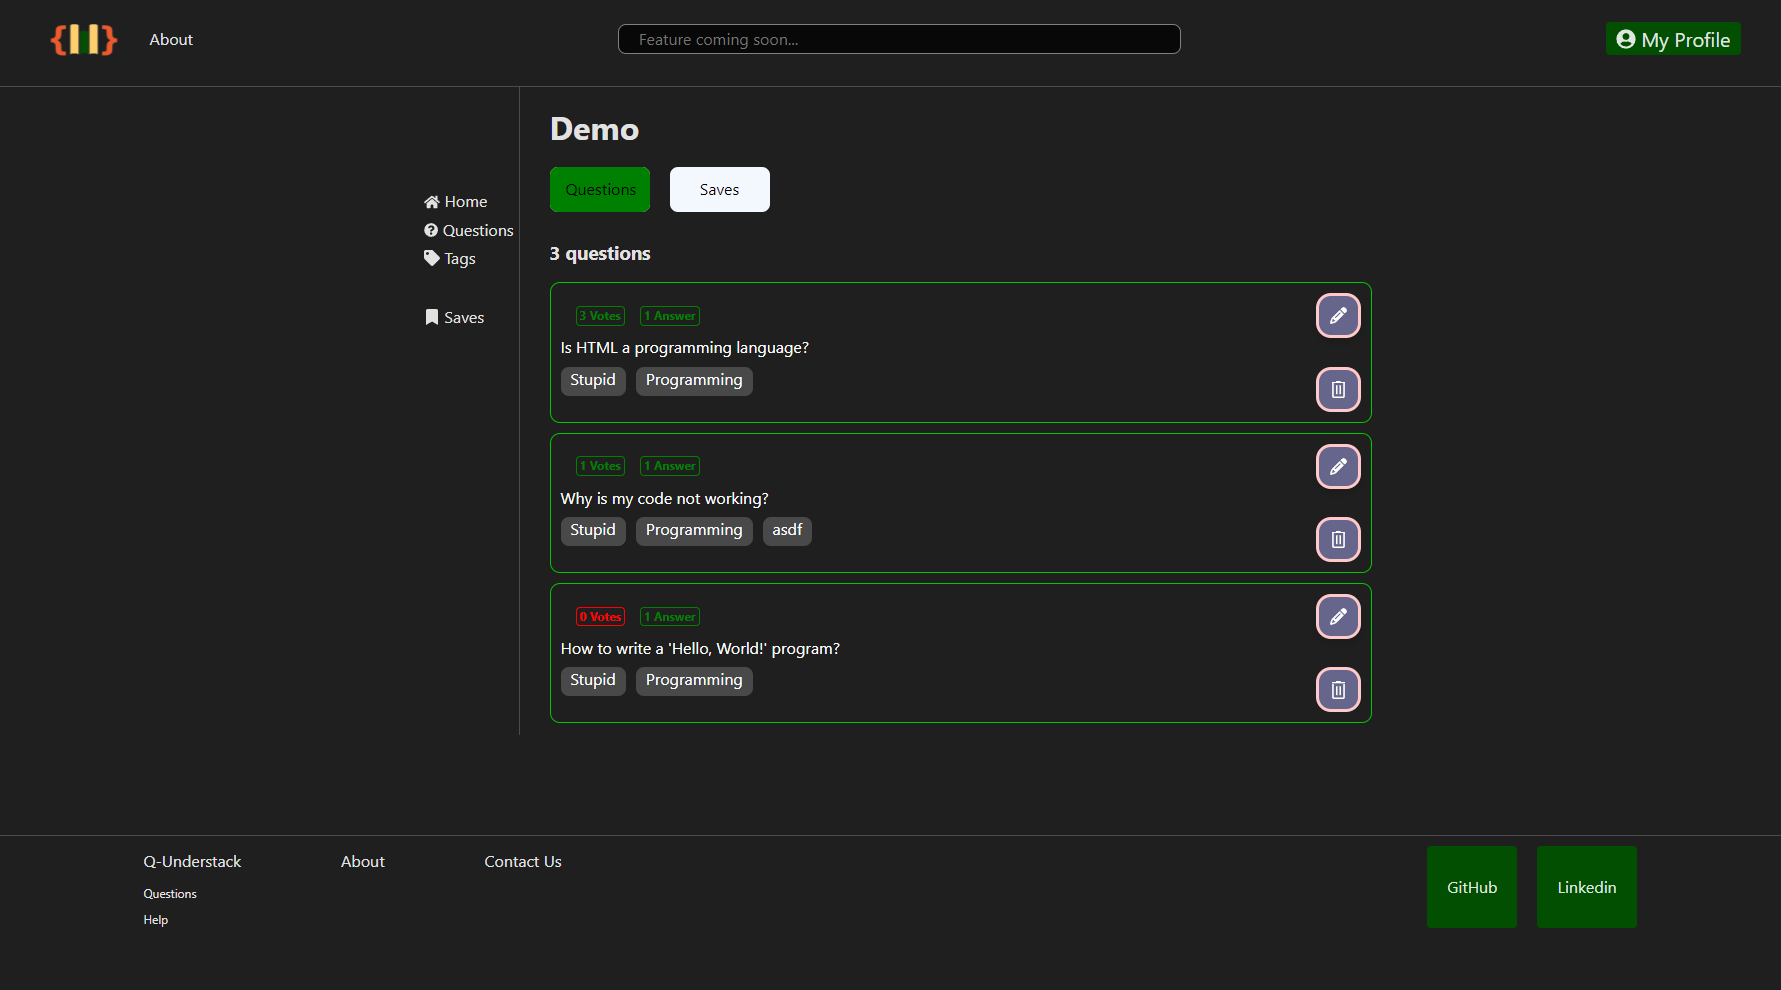 About
Feature coming soon...
My Profile
Home
Questions
Tags
Saves
Demo
Questions
Saves
3 questions
3 Votes
1 Answer
Is HTML a programming language?
Stupid
Programming
1 Votes
1 Answer
Why is my code not working?
Stupid
Programming
asdf
0 Votes
1 Answer
How to write a 'Hello, World!' program?
Stupid
Programming
Q-Understack
Questions
Help
About
Contact Us
GitHub
Linkedin